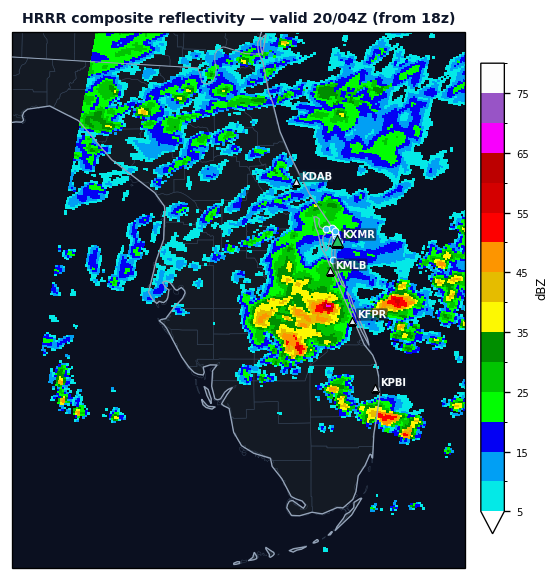 HRRR composite reflectivity — valid 20/04Z (from 18z)
KDAB
KXMR
KMLB
KFPR
KPBI
75
65
55
45
35
25
15
5
dBZ